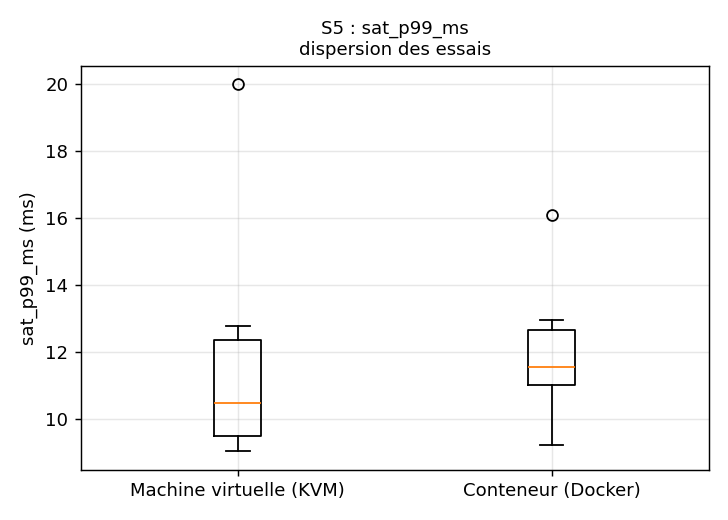 S5 : sat_p99_ms
dispersion des essais
sat_p99_ms (ms)
20
18
16
14
12
10
Machine virtuelle (KVM)
Conteneur (Docker)